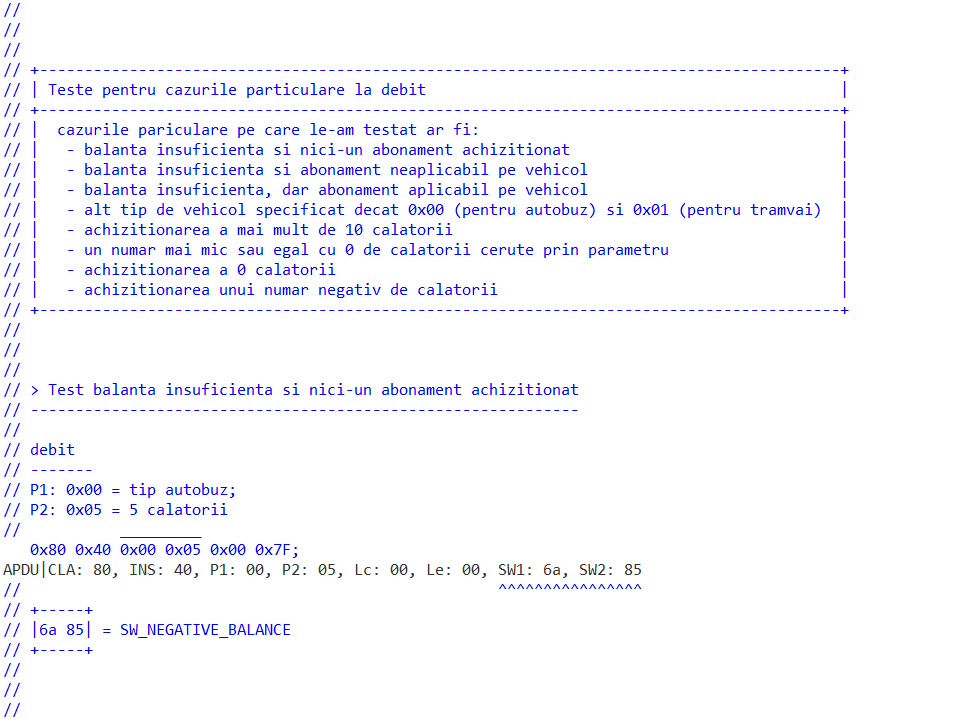 //
//
//
// +-----------------------------------------------------------------------------------------+
// | Teste pentru cazurile particulare la debit                                              |
// +-----------------------------------------------------------------------------------------+
// |  cazurile pariculare pe care le-am testat ar fi:                                        |
// |   - balanta insuficienta si nici-un abonament achizitionat                              |
// |   - balanta insuficienta si abonament neaplicabil pe vehicol                            |
// |   - balanta insuficienta, dar abonament aplicabil pe vehicol                            |
// |   - alt tip de vehicol specificat decat 0x00 (pentru autobuz) si 0x01 (pentru tramvai)  |
// |   - achizitionarea a mai mult de 10 calatorii                                           |
// |   - un numar mai mic sau egal cu 0 de calatorii cerute prin parametru                   |
// |   - achizitionarea a 0 calatorii                                                        |
// |   - achizitionarea unui numar negativ de calatorii                                      |
// +-----------------------------------------------------------------------------------------+
//
//
//
// > Test balanta insuficienta si nici-un abonament achizitionat
// -------------------------------------------------------------
//
// debit
// -------
// P1: 0x00 = tip autobuz;
// P2: 0x05 = 5 calatorii
//           _________
   0x80 0x40 0x00 0x05 0x00 0x7F;
APDU|CLA: 80, INS: 40, P1: 00, P2: 05, Lc: 00, Le: 00, SW1: 6a, SW2: 85
//                                                     ^^^^^^^^^^^^^^^^
// +-----+
// |6a 85| = SW_NEGATIVE_BALANCE
// +-----+
//
//
//